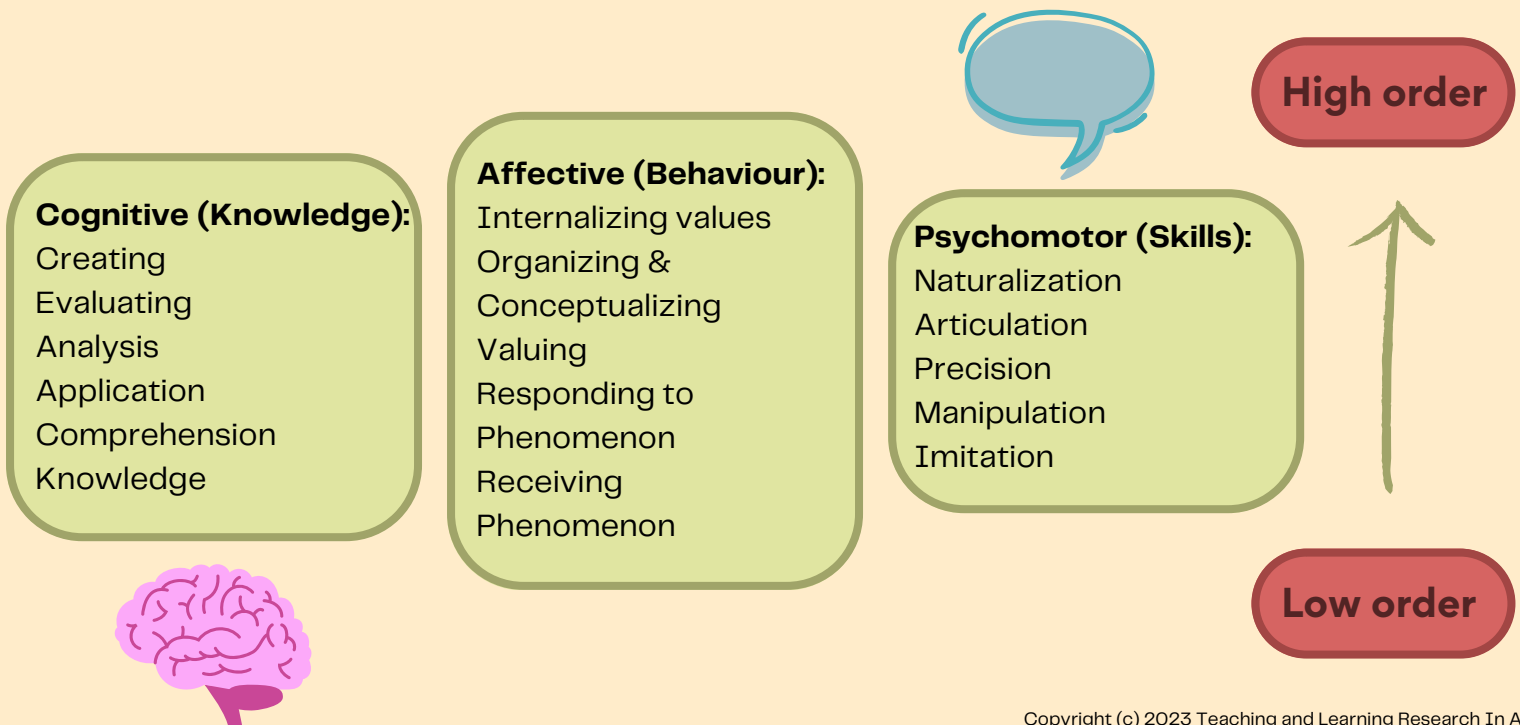 Cognitive (Knowledge):
Creating
Evaluating
Analysis
Application
Comprehension
Knowledge
Affective (Behaviour):
Internalizing values
Organizing &
Conceptualizing
Valuing
Responding to
Phenomenon
Receiving
Phenomenon
Psychomotor (Skills):
Naturalization
Articulation
Precision
Manipulation
Imitation
High order
Low order
Copyright (c) 2023 Teaching and Learning Research In